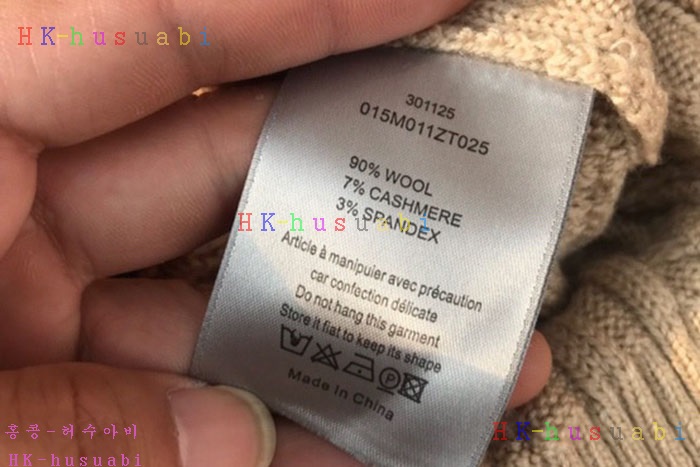 HK-husuabi
301125
015M011ZT025
90% WOOL
7% CASHMERE
3% SPANDEX
HK-husuabi
Article à manipuler avec précaution
car confection délicate
Do not hang this garment
Store it fiat to keep its shape
P
Made in China
홍콩-허수아비
HK-husuabi
HK-husuabi